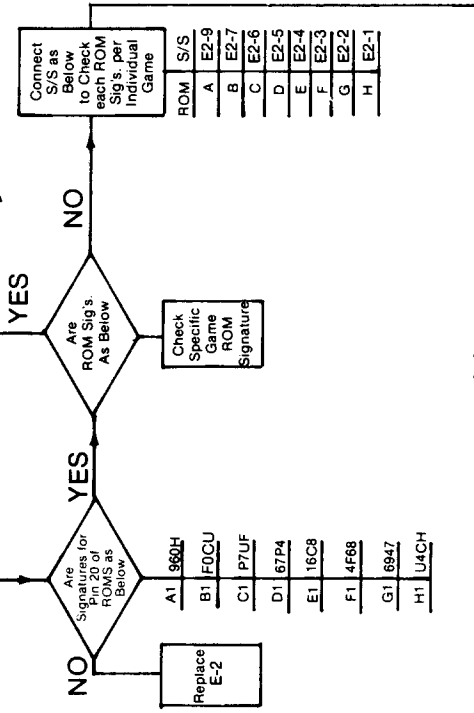 YES
Connect
S/S as
Below
to Check
each ROM
Sig's. per
Individual
Game
ROM S/S
A E2-9
B E2-7
C E2-6
D E2-5
E E2-4
F E2-3
G E2-2
H E2-1
NO
Are
ROM Sig's.
As Below
Check
Specific
Game
ROM
Signature
YES
Are
Signatures for
Pin 20 of
ROMS as
Below
NO
Replace
E-2
A1 960H
B1 F0CU
C1 P7UF
D1 67P4
E1 16C8
F1 4F68
G1 6947
H1 U4CH